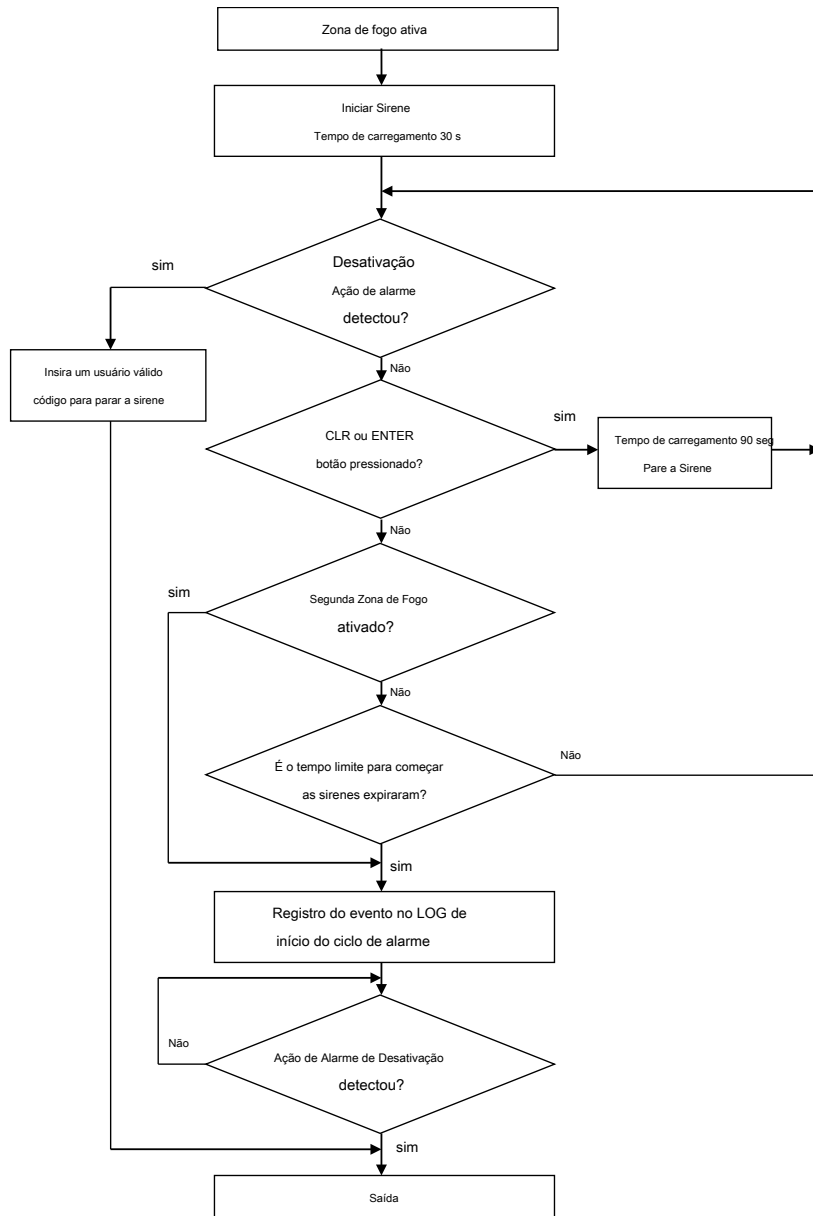 Zona de fogo ativa
Iniciar Sirene
Tempo de carregamento 30 s
sim
Desativação
Ação de alarme
detectou?
Insira um usuário válido
código para parar a sirene
Não
CLR ou ENTER
botão pressionado?
sim
Tempo de carregamento 90 seg
Pare a Sirene
Não
sim
Segunda Zona de Fogo
ativado?
Não
É o tempo limite para começar
as sirenes expiraram?
Não
sim
Registro do evento no LOG de
início do ciclo de alarme
Não
Ação de Alarme de Desativação
detectou?
sim
Saída